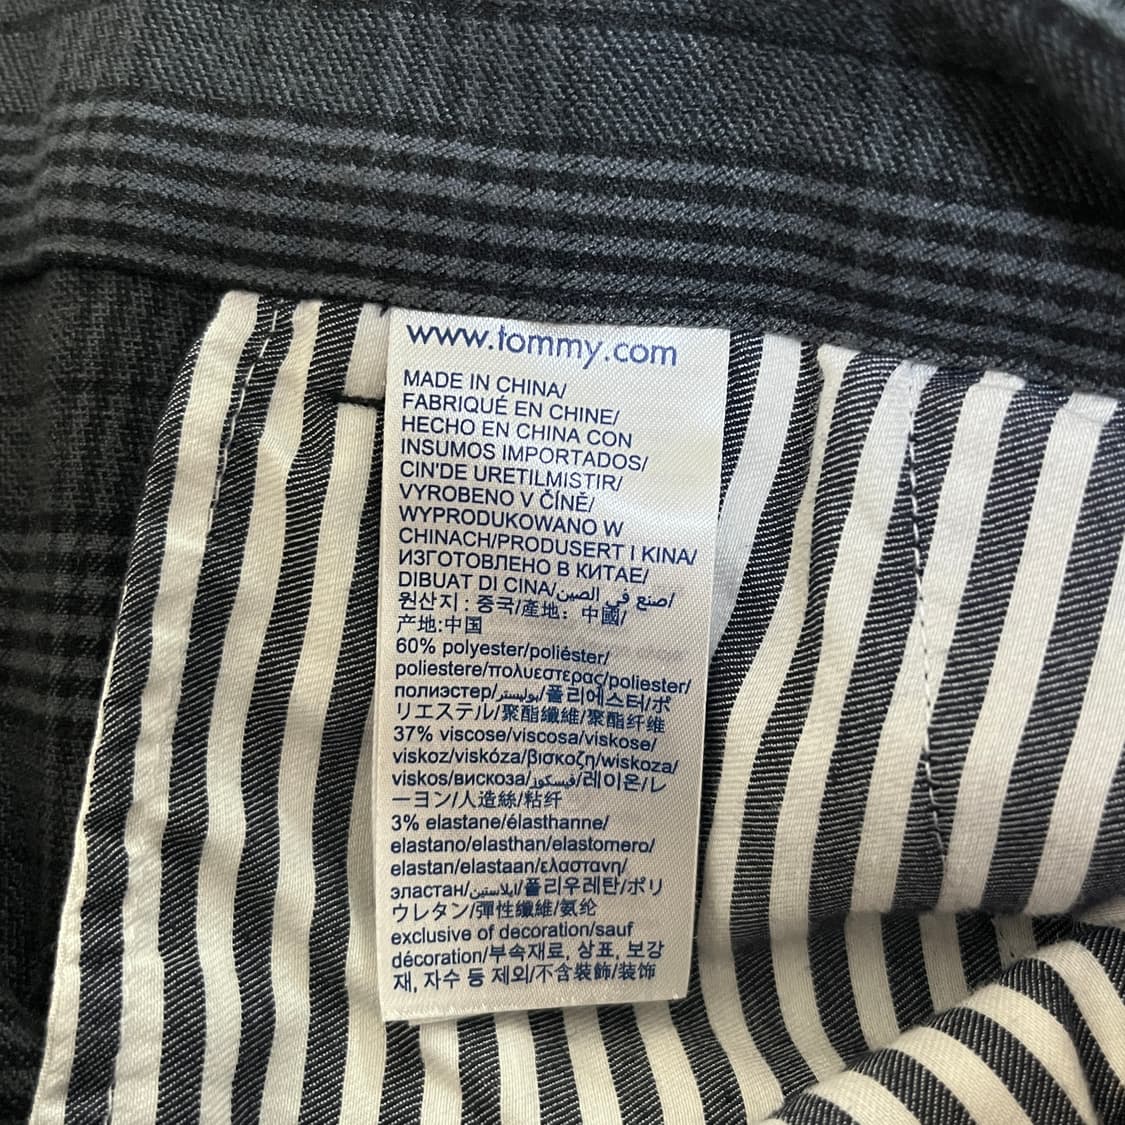 www.tommy.com
MADE IN CHINA/
FABRIQUÉ EN CHINE/
HECHO EN CHINA CON
INSUMOS IMPORTADOS/
CIN'DE URETILMISTIR/
VYROBENO V ČÍNĚ/
WYPRODUKOWANO W
CHINACH/PRODUSERT I KINA/
ИЗГОТОВЛЕНО В КИТАЕ/
DIBUAT DI CINA/صنع في الصين/
원산지 : 중국/產地: 中國/
产地:中国
60% polyester/poliéster/
poliestere/πολυεστερας/poliester/
полиэстер/بوليستر/폴리에스터/ポ
リエステル/聚酯纖維/聚酯纤维
37% viscose/viscosa/viskose/
viskoz/viskóza/βισκοζη/wiskoza/
viskos/вискоза/فيسكوز/레이온/レ
ーヨン/人造絲/粘纤
3% elastane/élasthanne/
elastano/elasthan/elastomero/
elastan/elastaan/ελαστανη/
эластан/ايلاستين/폴리우레탄/ポリ
ウレタン/彈性纖維/氨纶
exclusive of decoration/sauf
décoration/부속재료, 상표, 보강
재, 자수 등 제외/不含裝飾/装饰